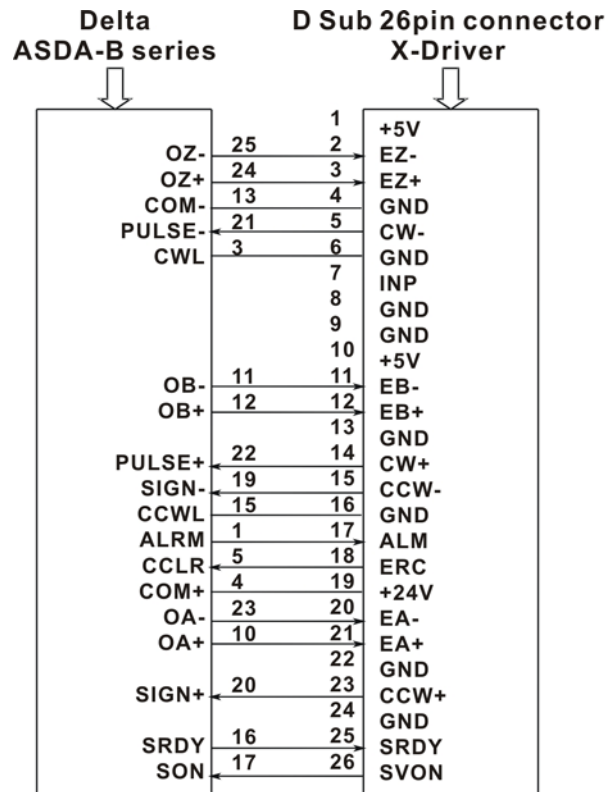 Delta D Sub 26pin connector
ASDA-B series X-Driver
1 +5V
OZ- 25 2 EZ-
OZ+ 24 3 EZ+
COM- 13 4 GND
PULSE- 21 5 CW-
CWL 3 6 GND
7 INP
8 GND
9 GND
10 +5V
OB- 11 11 EB-
OB+ 12 12 EB+
13 GND
PULSE+ 22 14 CW+
SIGN- 19 15 CCW-
CCWL 15 16 GND
ALRM 1 17 ALM
CCLR 5 18 ERC
COM+ 4 19 +24V
OA- 23 20 EA-
OA+ 10 21 EA+
22 GND
SIGN+ 20 23 CCW+
24 GND
SRDY 16 25 SRDY
SON 17 26 SVON